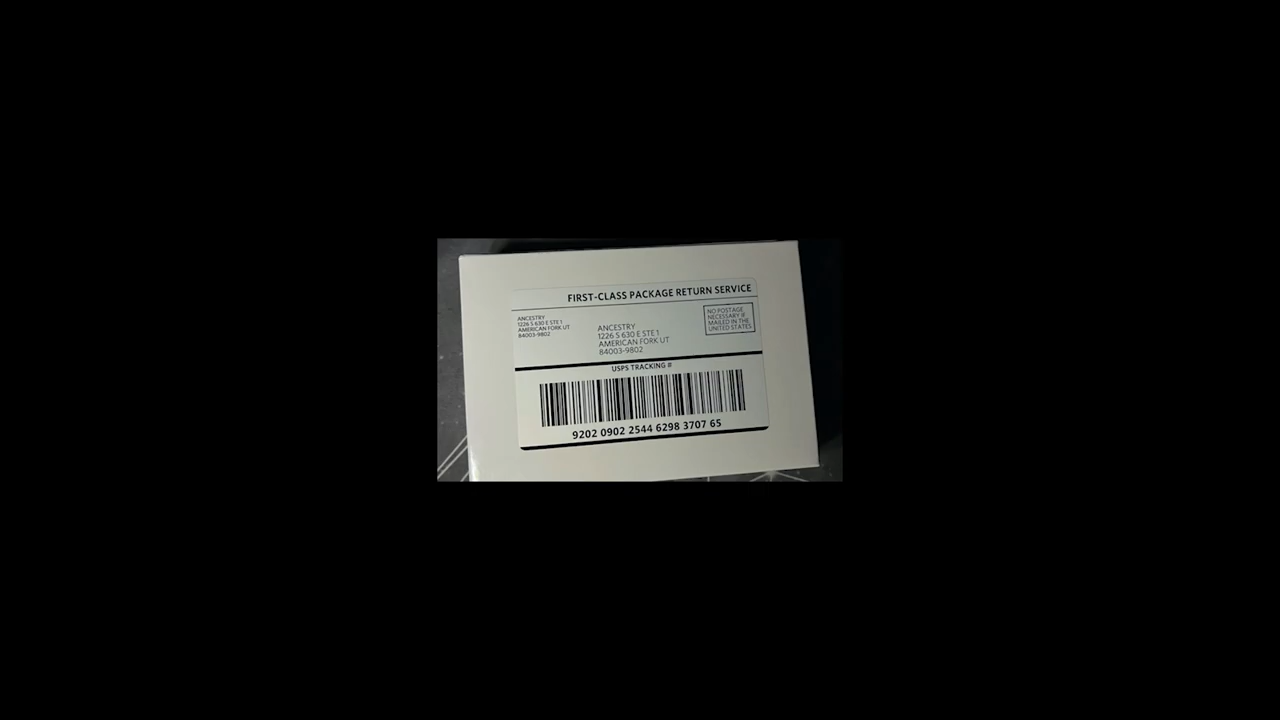 FIRST-CLASS PACKAGE RETURN SERVICE
ANCESTRY
1226 S 630 E STE 1
AMERICAN FORK UT
84003-9802
ANCESTRY
1226 S 630 E STE 1
AMERICAN FORK UT
84003-9802
NO POSTAGE
NECESSARY IF
MAILED IN THE
UNITED STATES
USPS TRACKING #
9202 0902 2544 6298 3707 65